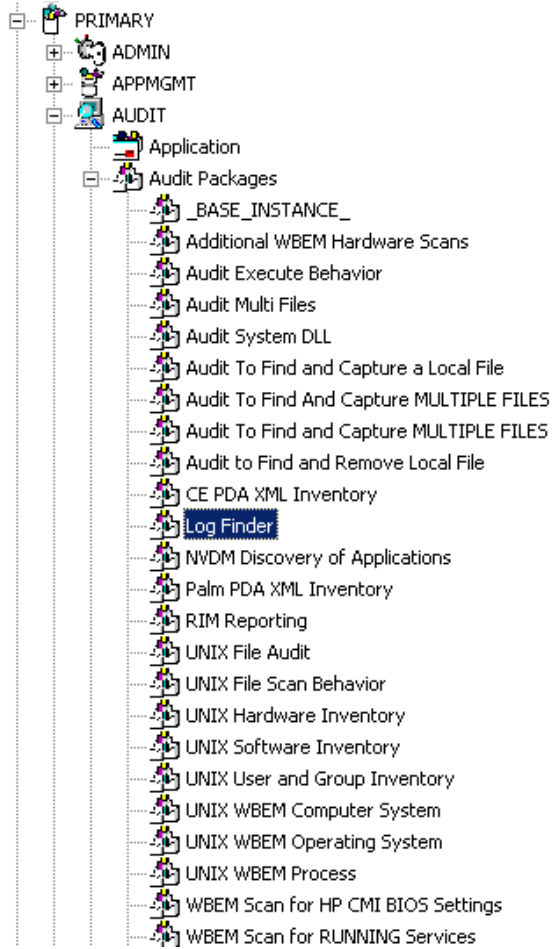 PRIMARY
ADMIN
APPMGMT
AUDIT
Application
Audit Packages
_BASE_INSTANCE_
Additional WBEM Hardware Scans
Audit Execute Behavior
Audit Multi Files
Audit System DLL
Audit To Find and Capture a Local File
Audit To Find And Capture MULTIPLE FILES
Audit To Find and Capture MULTIPLE FILES
Audit to Find and Remove Local File
CE PDA XML Inventory
Log Finder
NVDM Discovery of Applications
Palm PDA XML Inventory
RIM Reporting
UNIX File Audit
UNIX File Scan Behavior
UNIX Hardware Inventory
UNIX Software Inventory
UNIX User and Group Inventory
UNIX WBEM Computer System
UNIX WBEM Operating System
UNIX WBEM Process
WBEM Scan for HP CMI BIOS Settings
WBEM Scan for RUNNING Services